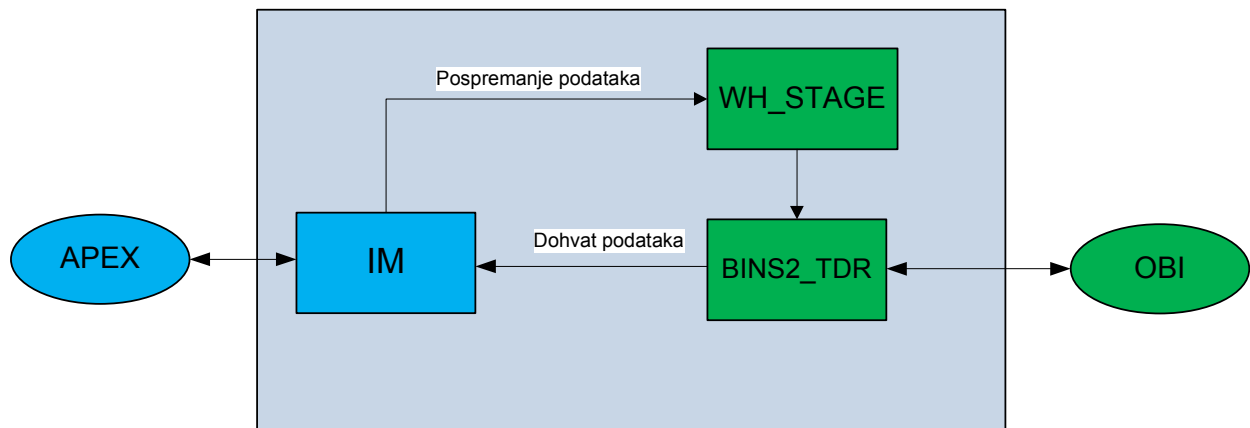 Pospremanje podataka
WH_STAGE
APEX
IM
Dohvat podataka
BINS2_TDR
OBI